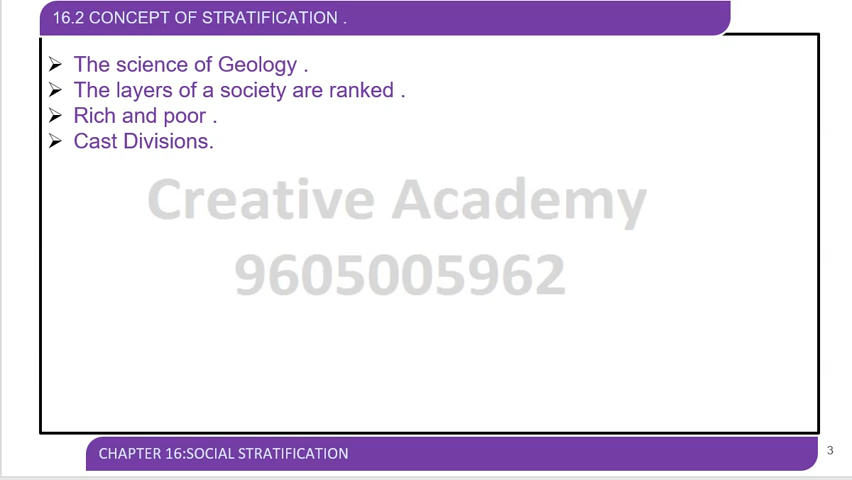 16.2 CONCEPT OF STRATIFICATION .
The science of Geology .
The layers of a society are ranked .
Rich and poor .
Cast Divisions.
Creative Academy
9605005962
CHAPTER 16:SOCIAL STRATIFICATION
3